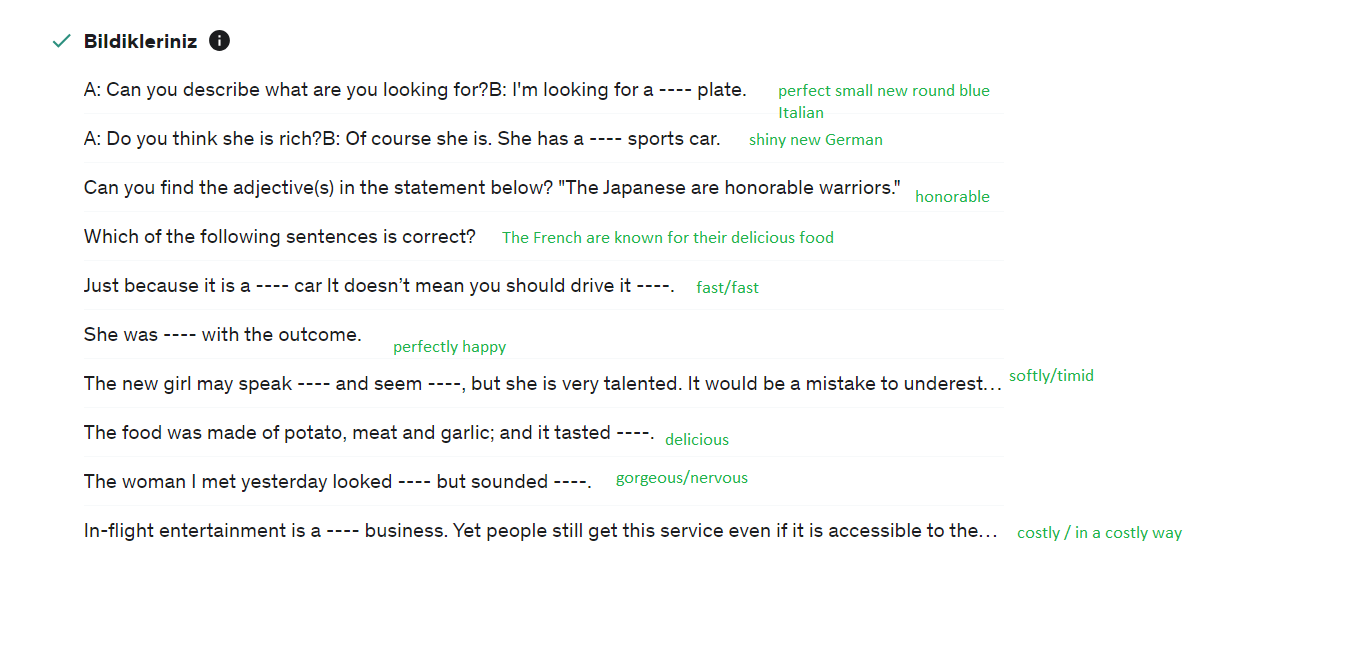 Bildikleriniz
A: Can you describe what are you looking for?B: I'm looking for a ---- plate. perfect small new round blue
Italian
A: Do you think she is rich?B: Of course she is. She has a ---- sports car. shiny new German
Can you find the adjective(s) in the statement below? "The Japanese are honorable warriors." honorable
Which of the following sentences is correct? The French are known for their delicious food
Just because it is a ---- car It doesn’t mean you should drive it ----. fast/fast
She was ---- with the outcome. perfectly happy
The new girl may speak ---- and seem ----, but she is very talented. It would be a mistake to underest... softly/timid
The food was made of potato, meat and garlic; and it tasted ----. delicious
The woman I met yesterday looked ---- but sounded ----. gorgeous/nervous
In-flight entertainment is a ---- business. Yet people still get this service even if it is accessible to the... costly / in a costly way